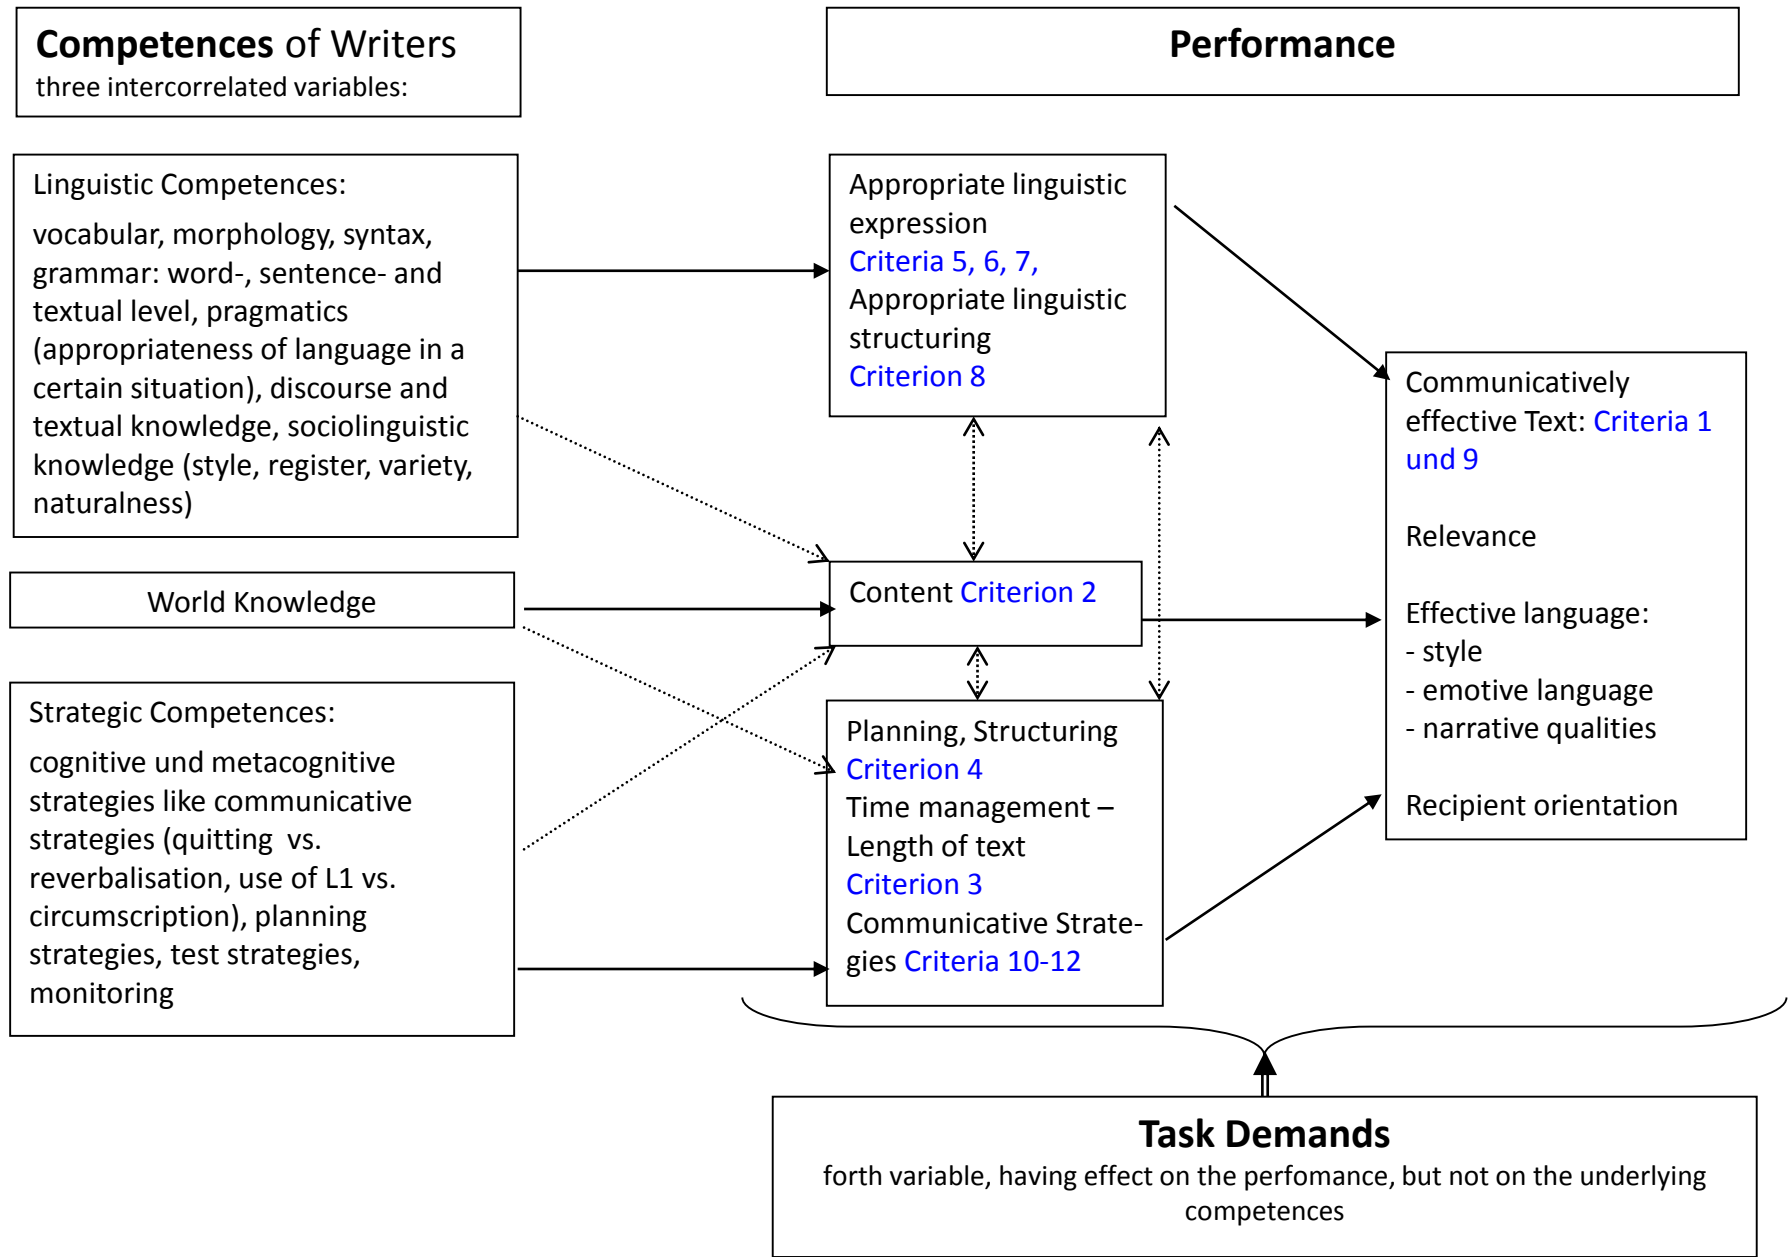 Competences of Writers
three intercorrelated variables:
Performance
Linguistic Competences:
vocabular, morphology, syntax,
grammar: word-, sentence- and
textual level, pragmatics
(appropriateness of language in a
certain situation), discourse and
textual knowledge, sociolinguistic
knowledge (style, register, variety,
naturalness)
World Knowledge
Strategic Competences:
cognitive und metacognitive
strategies like communicative
strategies (quitting vs.
reverbalisation, use of L1 vs.
circumscription), planning
strategies, test strategies,
monitoring
Appropriate linguistic
expression
Criteria 5, 6, 7,
Appropriate linguistic
structuring
Criterion 8
Content Criterion 2
Planning, Structuring
Criterion 4
Time management –
Length of text
Criterion 3
Communicative Strate-
gies Criteria 10-12
Communicatively
effective Text: Criteria 1
und 9
Relevance
Effective language:
- style
- emotive language
- narrative qualities
Recipient orientation
Task Demands
forth variable, having effect on the perfomance, but not on the underlying
competences